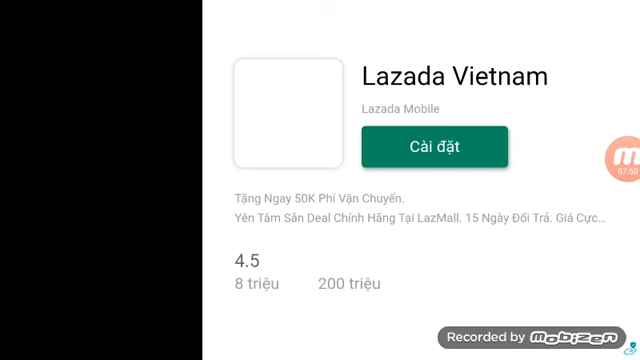 Lazada Vietnam
Lazada Mobile
Cài đặt
07:50
Tặng Ngay 50K Phí Vận Chuyển.
Yên Tâm Săn Deal Chính Hãng Tại LazMall. 15 Ngày Đổi Trả. Giá Cực...
4.5
8 triệu 200 triệu
Recorded by mobizen